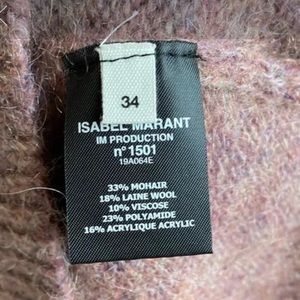 34
ISABEL MARANT
IM PRODUCTION
n° 1501
19A064E
33% MOHAIR
18% LAINE WOOL
10% VISCOSE
23% POLYAMIDE
16% ACRYLIQUE ACRYLIC